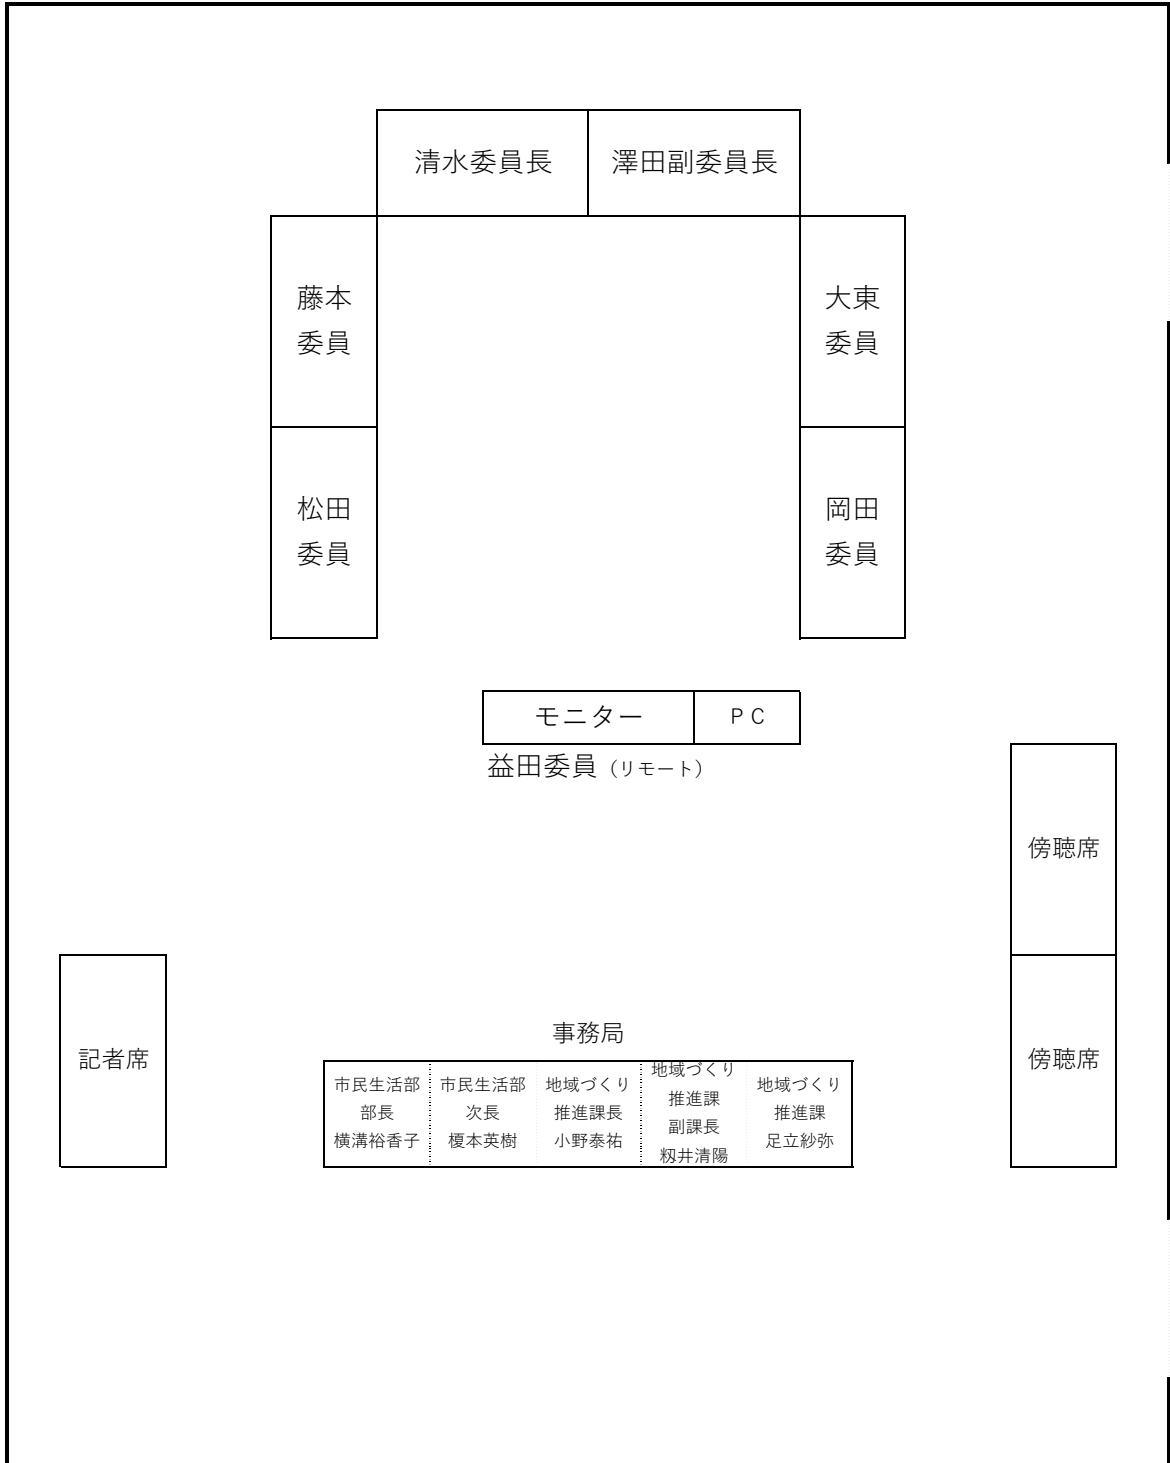 清水委員長
澤田副委員長
藤本
委員
大東
委員
松田
委員
岡田
委員
モニター
ＰＣ
益田委員（リモート）
傍聴席
記者席
傍聴席
事務局
市民生活部
部長
横溝裕香子
市民生活部
次長
榎本英樹
地域づくり
推進課長
小野泰祐
地域づくり
推進課
副課長
籾井清陽
地域づくり
推進課
足立紗弥